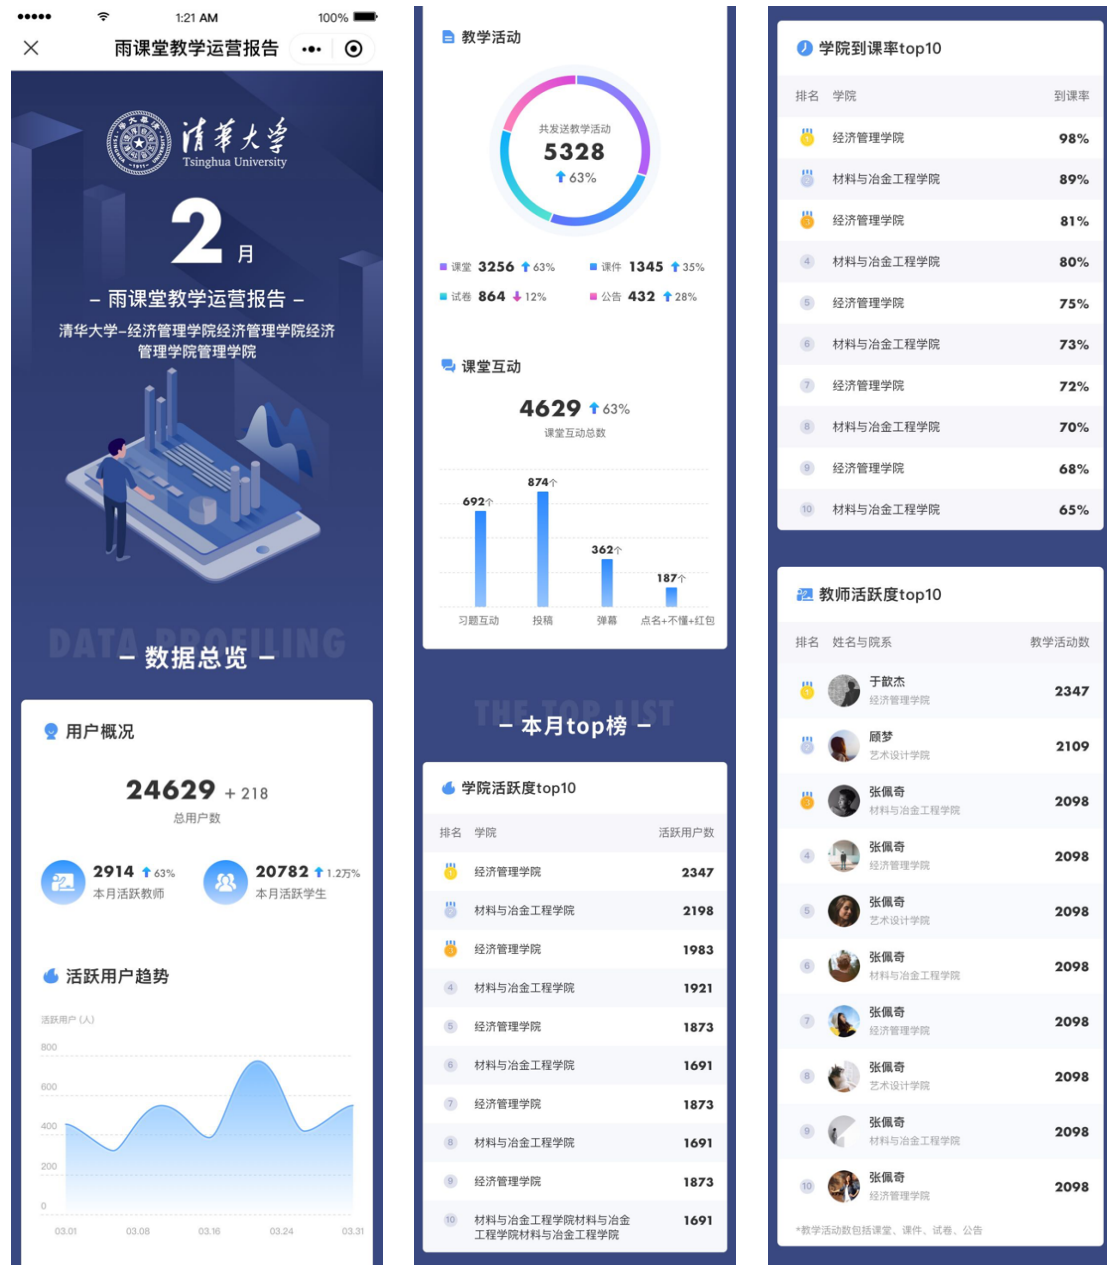 1:21 AM
100%
雨课堂教学运营报告
清华大学
Tsinghua University
2月
– 雨课堂教学运营报告 –
清华大学–经济管理学院经济管理学院经济
管理学院管理学院
DATA PROFILING
– 数据总览 –
用户概况
24629 + 218
总用户数
2914 63%
本月活跃教师
20782 1.2万%
本月活跃学生
活跃用户趋势
活跃用户 (人)
800
600
400
200
0
03.01 03.08 03.16 03.24 03.31
教学活动
共发送教学活动
5328
63%
课堂 3256 63%
课件 1345 35%
试卷 864 12%
公告 432 28%
课堂互动
4629 63%
课堂互动总数
692个
874个
362个
187个
习题互动 投稿 弹幕 点名+不懂+红包
THE TOP LIST
– 本月top榜 –
学院活跃度top10
排名 学院 活跃用户数
1 经济管理学院 2347
2 材料与冶金工程学院 2198
3 经济管理学院 1983
4 材料与冶金工程学院 1921
5 经济管理学院 1873
6 材料与冶金工程学院 1691
7 经济管理学院 1873
8 材料与冶金工程学院 1691
9 经济管理学院 1873
10 材料与冶金工程学院材料与冶金 1691
工程学院材料与冶金工程学院
学院到课率top10
排名 学院 到课率
1 经济管理学院 98%
2 材料与冶金工程学院 89%
3 经济管理学院 81%
4 材料与冶金工程学院 80%
5 经济管理学院 75%
6 材料与冶金工程学院 73%
7 经济管理学院 72%
8 材料与冶金工程学院 70%
9 经济管理学院 68%
10 材料与冶金工程学院 65%
教师活跃度top10
排名 姓名与院系 教学活动数
1 于歆杰 2347
经济管理学院
2 顾梦 2109
艺术设计学院
3 张佩奇 2098
材料与冶金工程学院
4 张佩奇 2098
经济管理学院
5 张佩奇 2098
艺术设计学院
6 张佩奇 2098
材料与冶金工程学院
7 张佩奇 2098
经济管理学院
8 张佩奇 2098
艺术设计学院
9 张佩奇 2098
材料与冶金工程学院
10 张佩奇 2098
经济管理学院
*教学活动数包括课堂、课件、试卷、公告